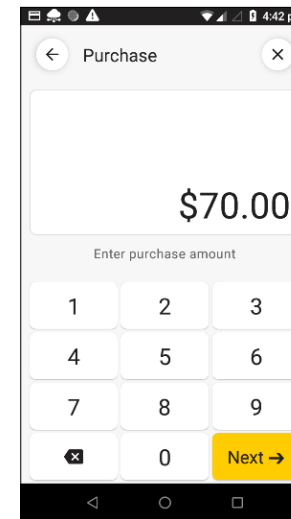 4:42 p
Purchase
$70.00
Enter purchase amount
1 2 3
4 5 6
7 8 9
0 Next →